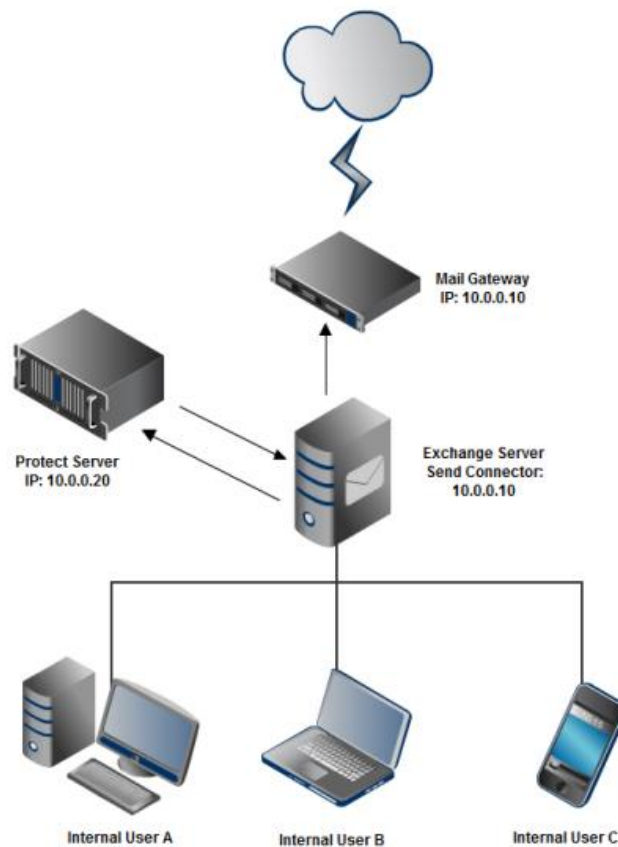 Mail Gateway
IP: 10.0.0.10
Protect Server
IP: 10.0.0.20
Exchange Server
Send Connector:
10.0.0.10
Internal User A
Internal User B
Internal User C